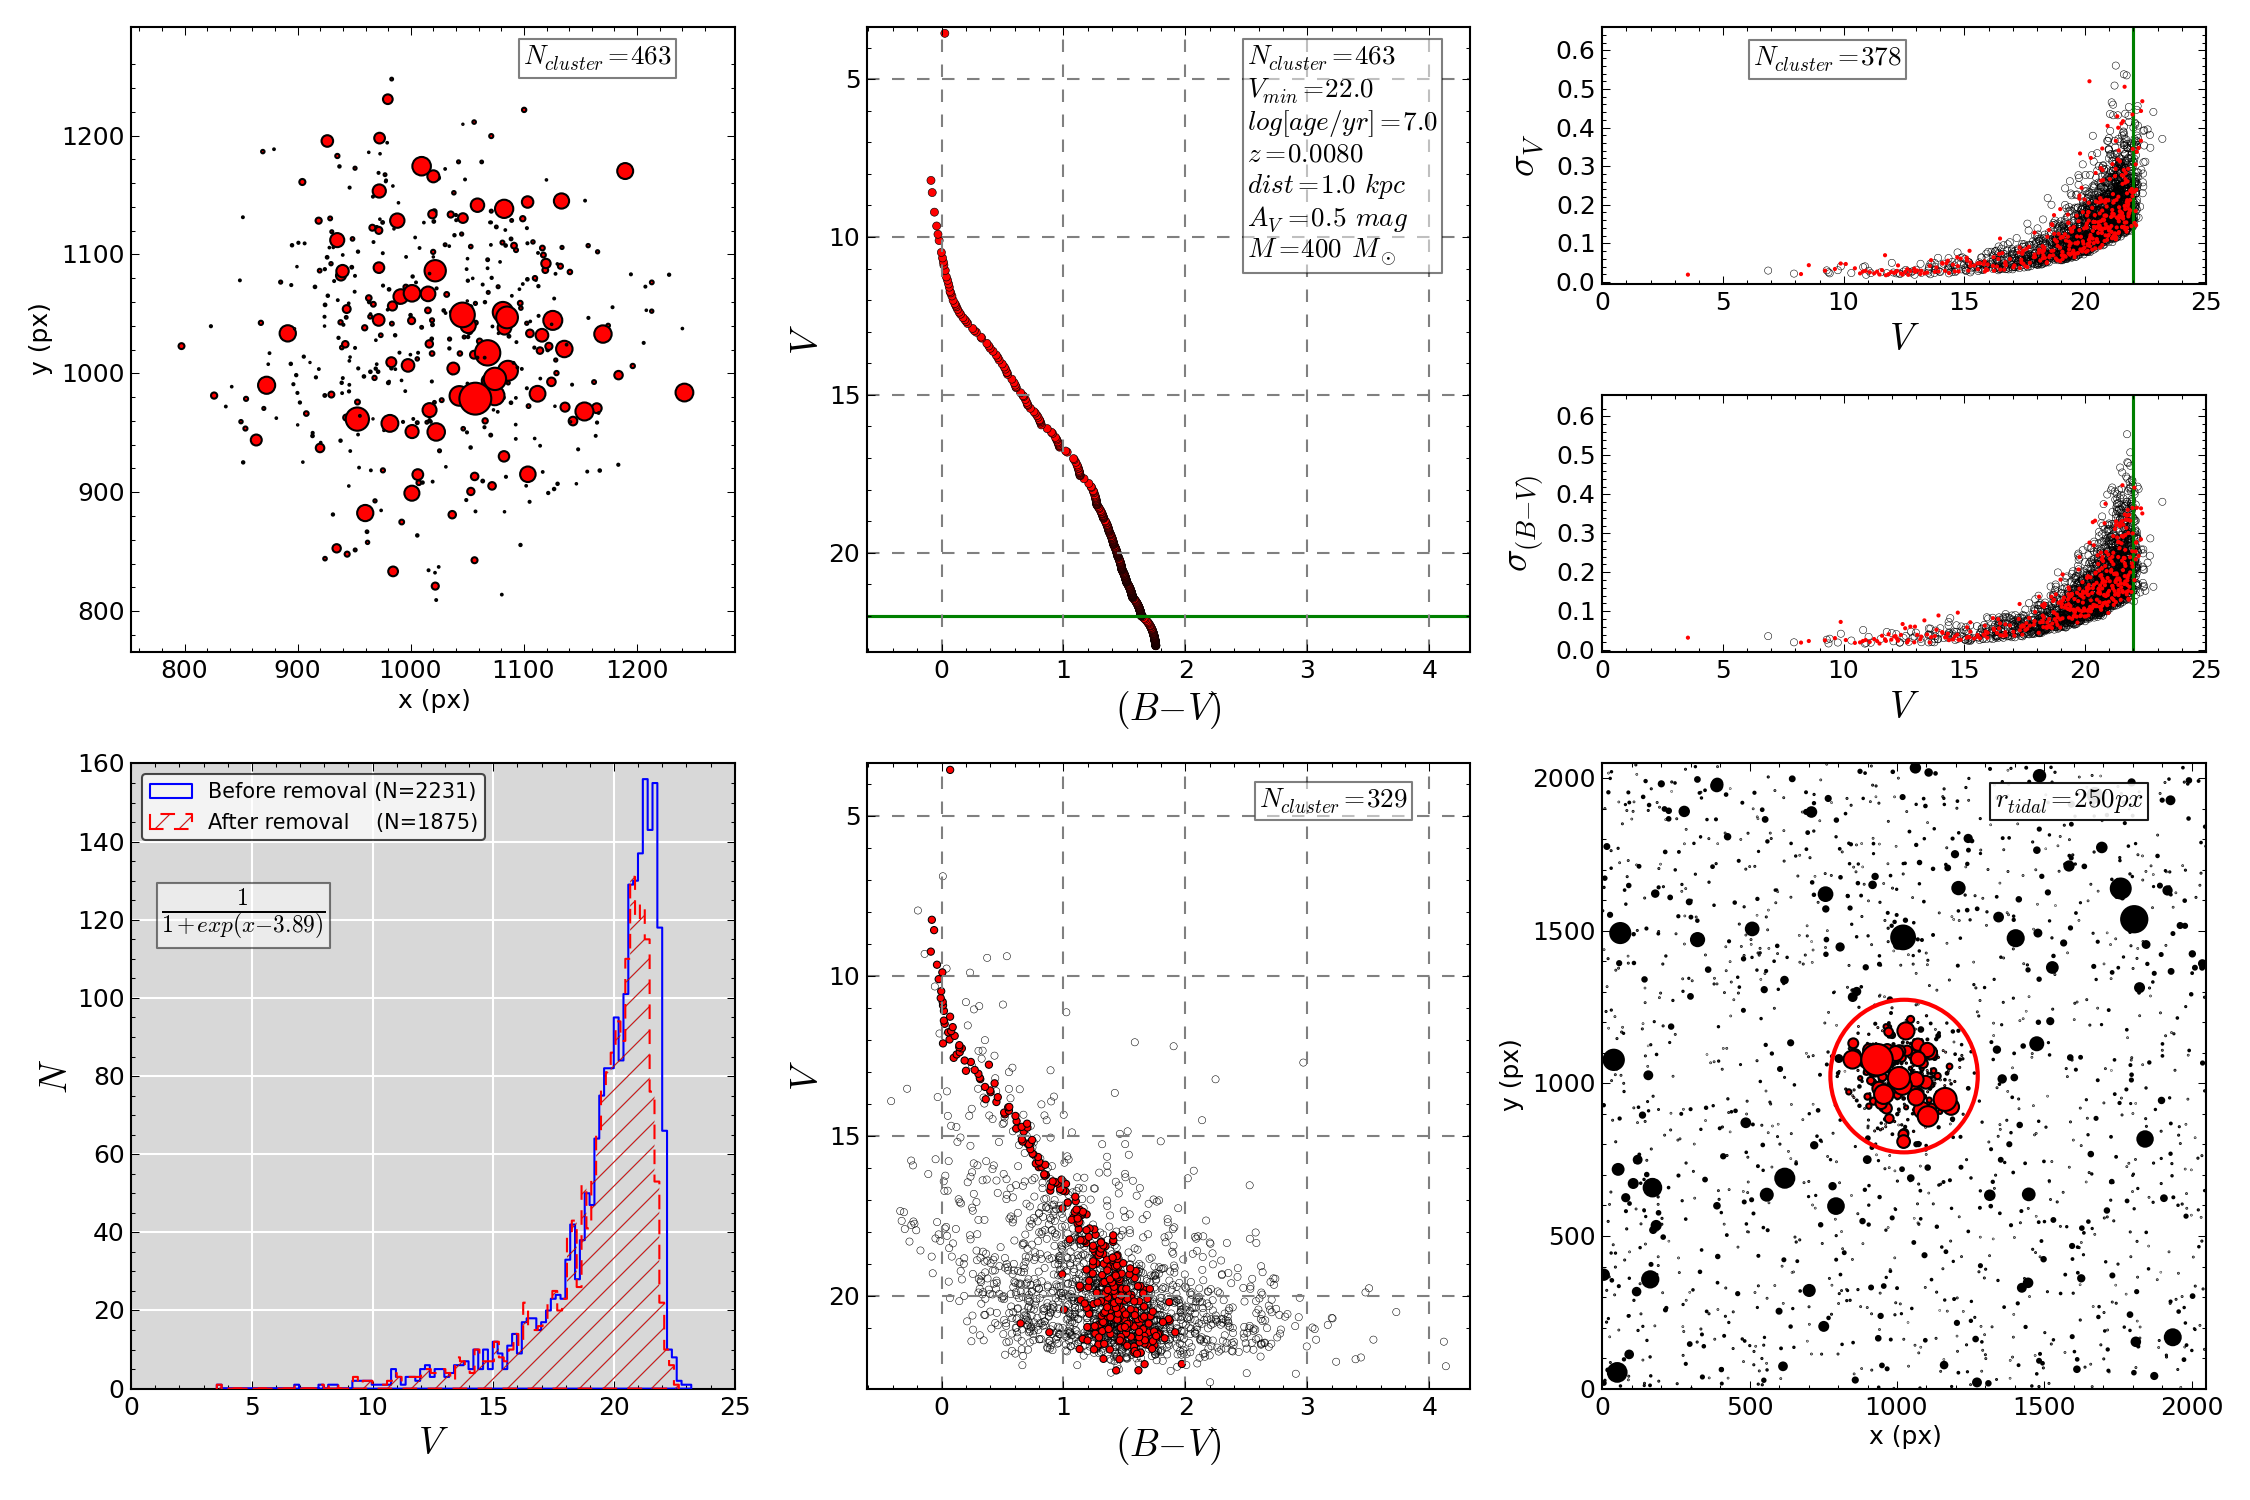 N_cluster=463
1200
1100
1000
900
800
y (px)
800 900 1000 1100 1200
x (px)
N_cluster=463
V_min=22.0
log[age/yr]=7.0
z=0.0080
dist=1.0 kpc
A_V=0.5 mag
M=400 M_⊙
5
10
15
20
V
0 1 2 3 4
(B−V)
N_cluster=378
0.6
0.5
0.4
0.3
0.2
0.1
0.0
σ_V
0 5 10 15 20 25
V
0.6
0.5
0.4
0.3
0.2
0.1
0.0
σ_(B−V)
0 5 10 15 20 25
V
160
140
120
100
80
60
40
20
0
N
Before removal (N=2231)
After removal (N=1875)
1
1+exp(x−3.89)
0 5 10 15 20 25
V
N_cluster=329
5
10
15
20
V
0 1 2 3 4
(B−V)
r_tidal=250px
2000
1500
1000
500
0
y (px)
0 500 1000 1500 2000
x (px)